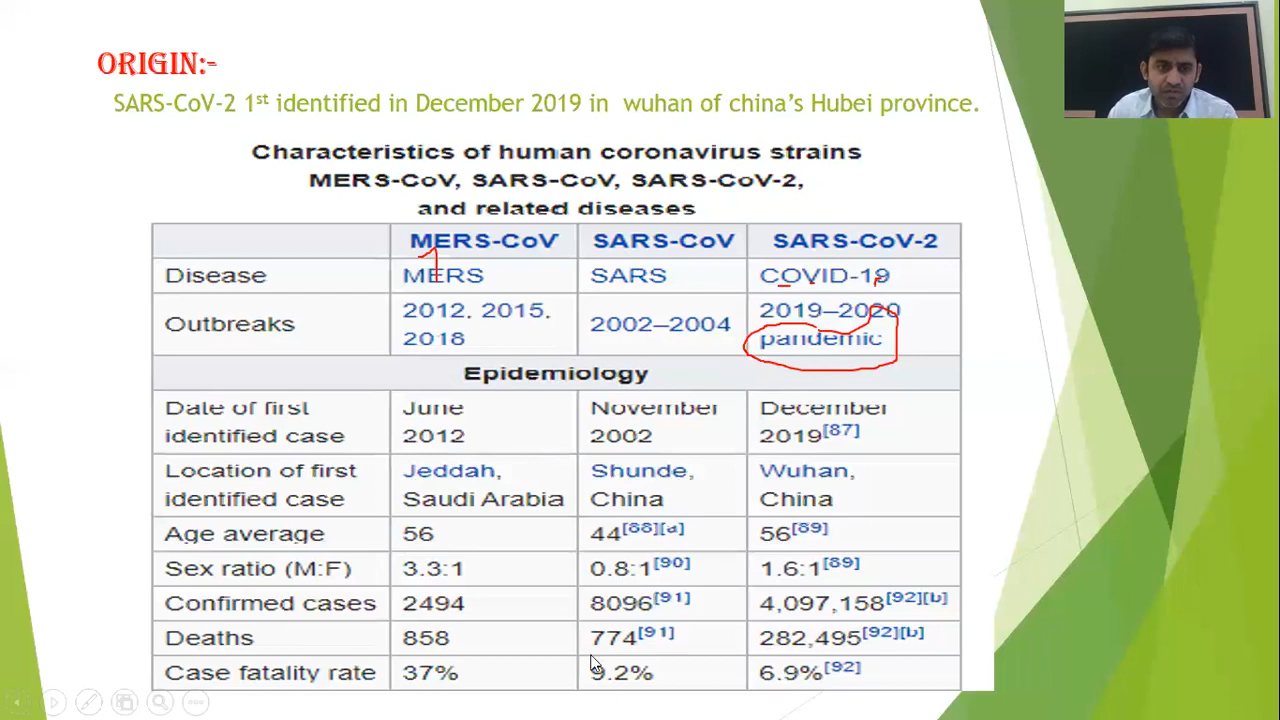 ORIGIN:-
SARS-CoV-2 1st identified in December 2019 in wuhan of china's Hubei province.
Characteristics of human coronavirus strains
MERS-CoV, SARS-CoV, SARS-CoV-2,
and related diseases
MERS-CoV SARS-CoV SARS-CoV-2
Disease MERS SARS COVID-19
Outbreaks 2012, 2015, 2018 2002–2004 2019–2020 pandemic
Epidemiology
Date of first identified case June 2012 November 2002 December 2019[87]
Location of first identified case Jeddah, Saudi Arabia Shunde, China Wuhan, China
Age average 56 44[88][a] 56[89]
Sex ratio (M:F) 3.3:1 0.8:1[90] 1.6:1[89]
Confirmed cases 2494 8096[91] 4,097,158[92][b]
Deaths 858 774[91] 282,495[92][b]
Case fatality rate 37% 9.2% 6.9%[92]